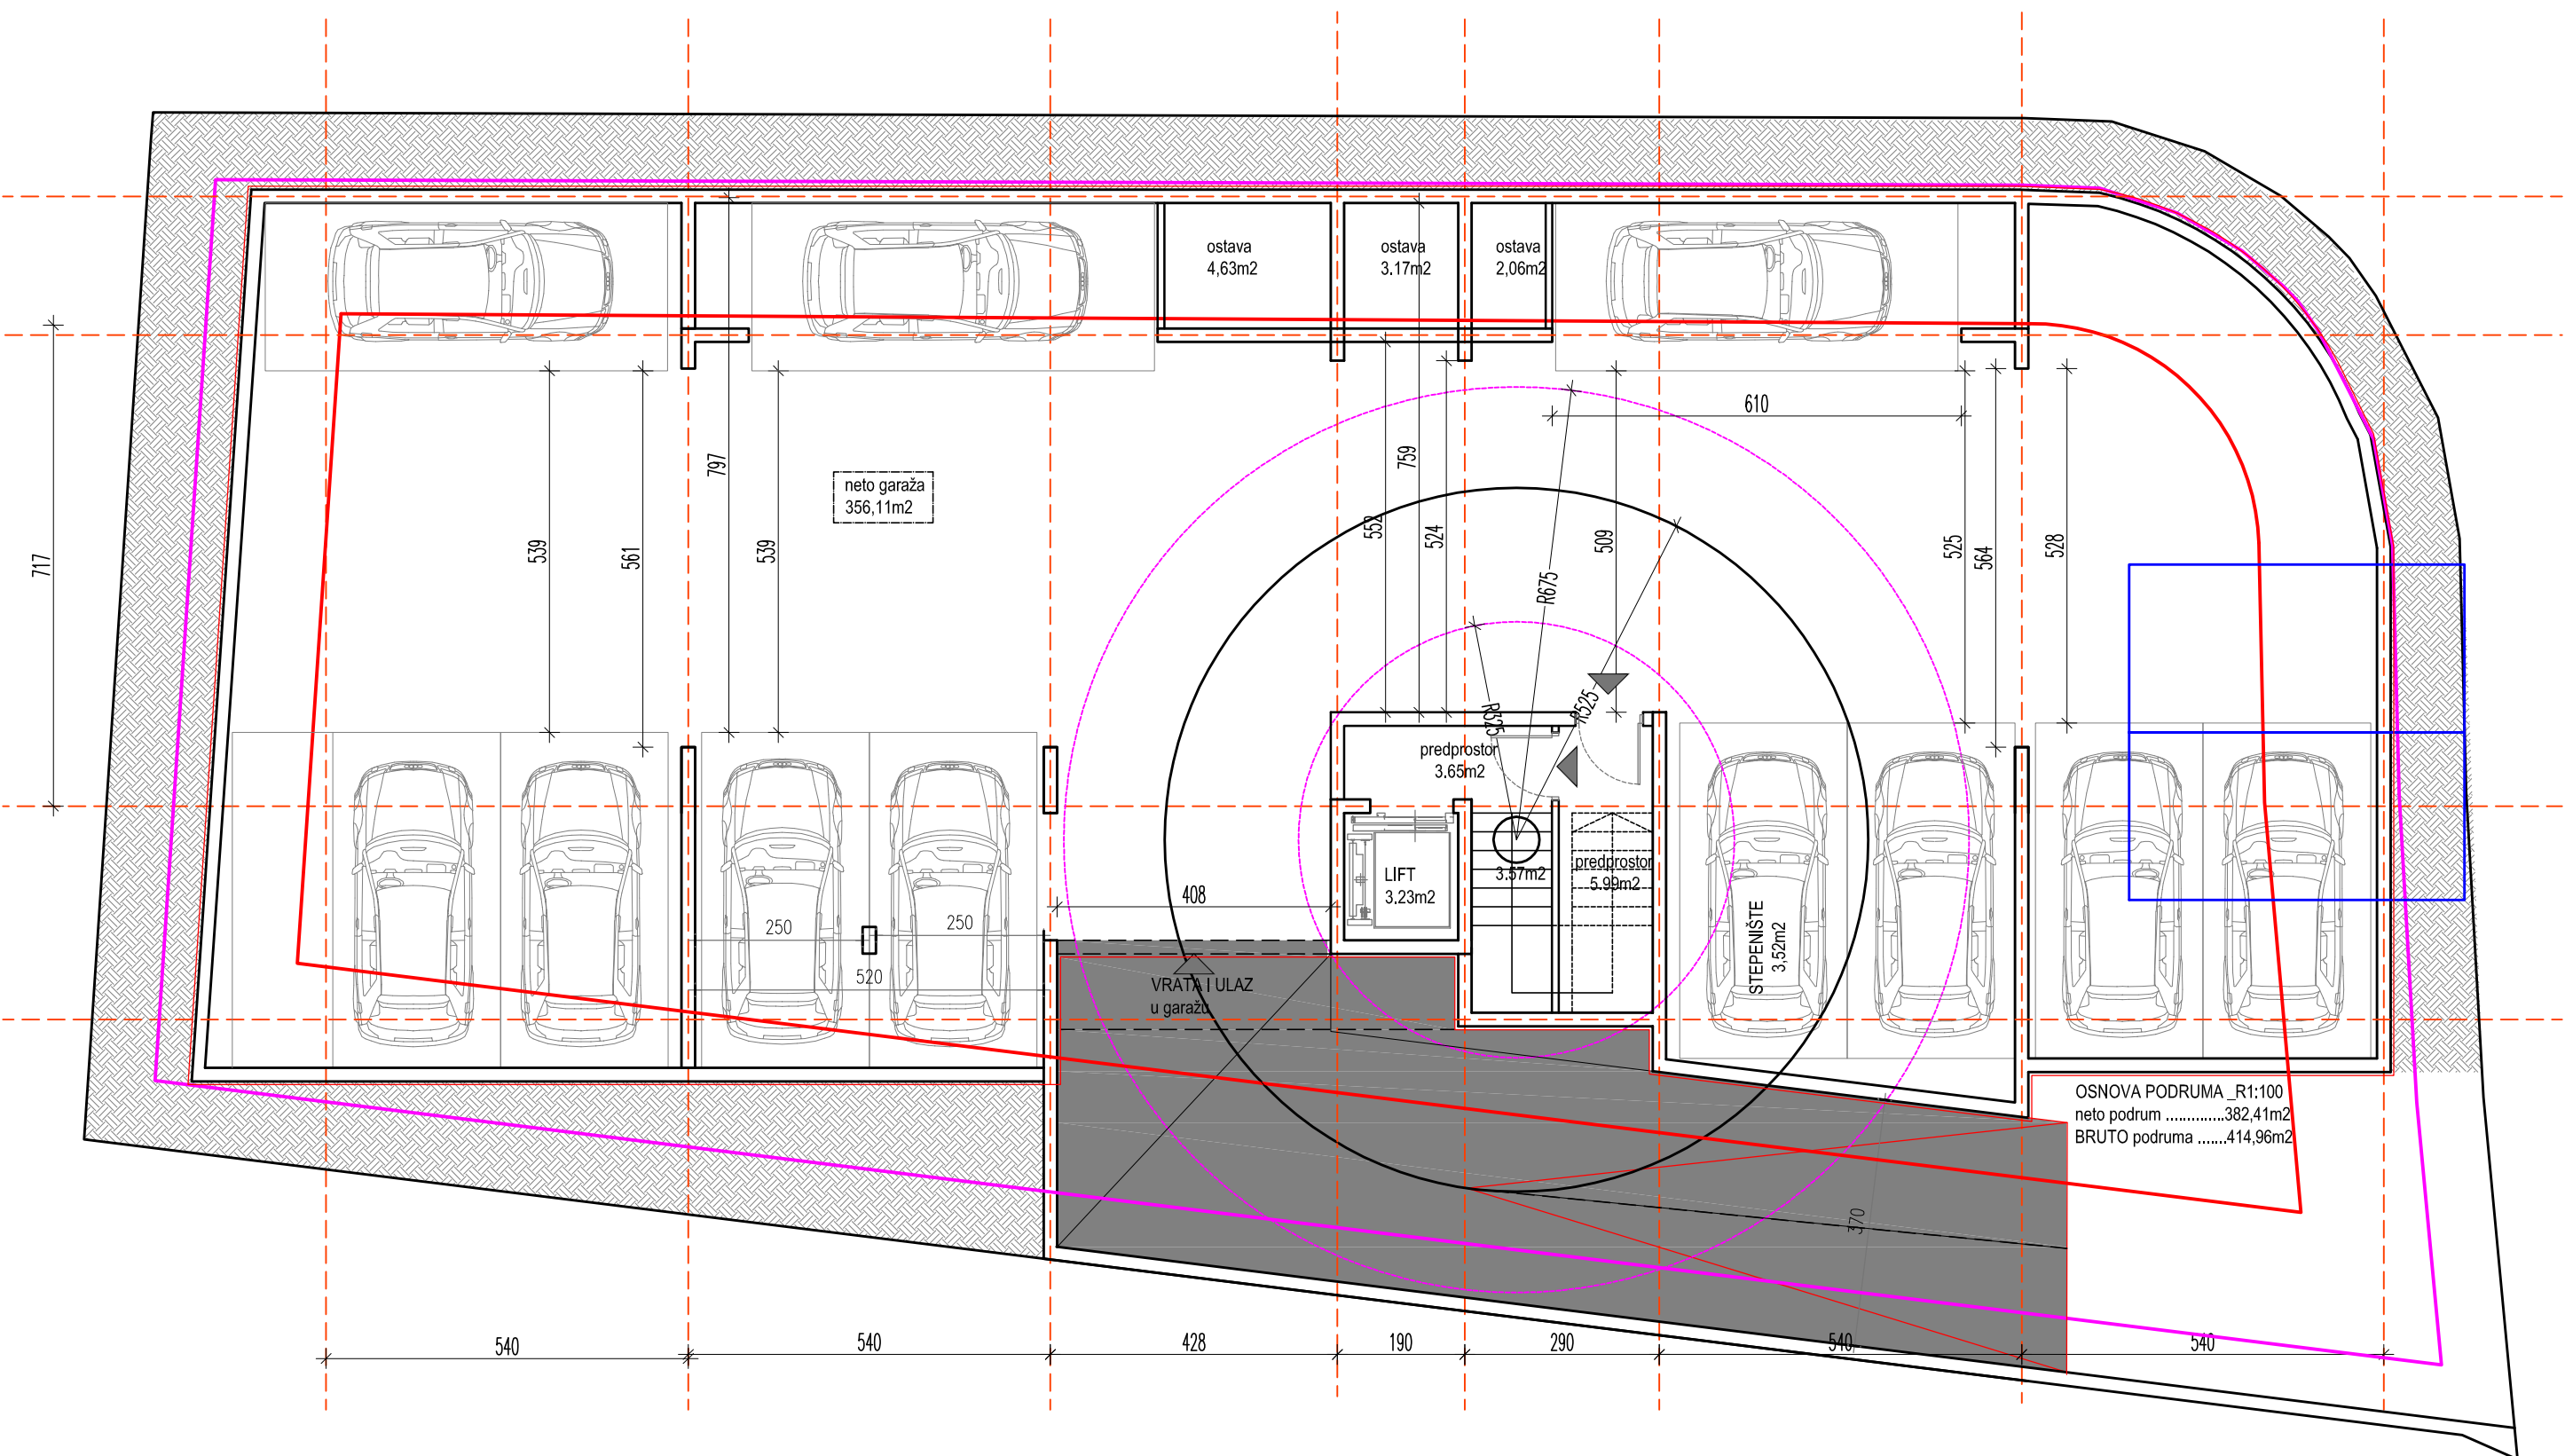 ostava
4,63m2
ostava
3.17m2
ostava
2,06m2
610
neto garaža
356,11m2
797
759
552
524
509
539
561
539
525
564
528
717
R675
R525
R325
predprostor
3.65m2
LIFT
3,23m2
3.57m2
predprostor
5.99m2
STEPENIŠTE
3,52m2
408
250
250
520
VRATA I ULAZ
u garažu
370
OSNOVA PODRUMA _R1:100
neto podrum .............382,41m2
BRUTO podruma .......414,96m2
540
540
428
190
290
540
540